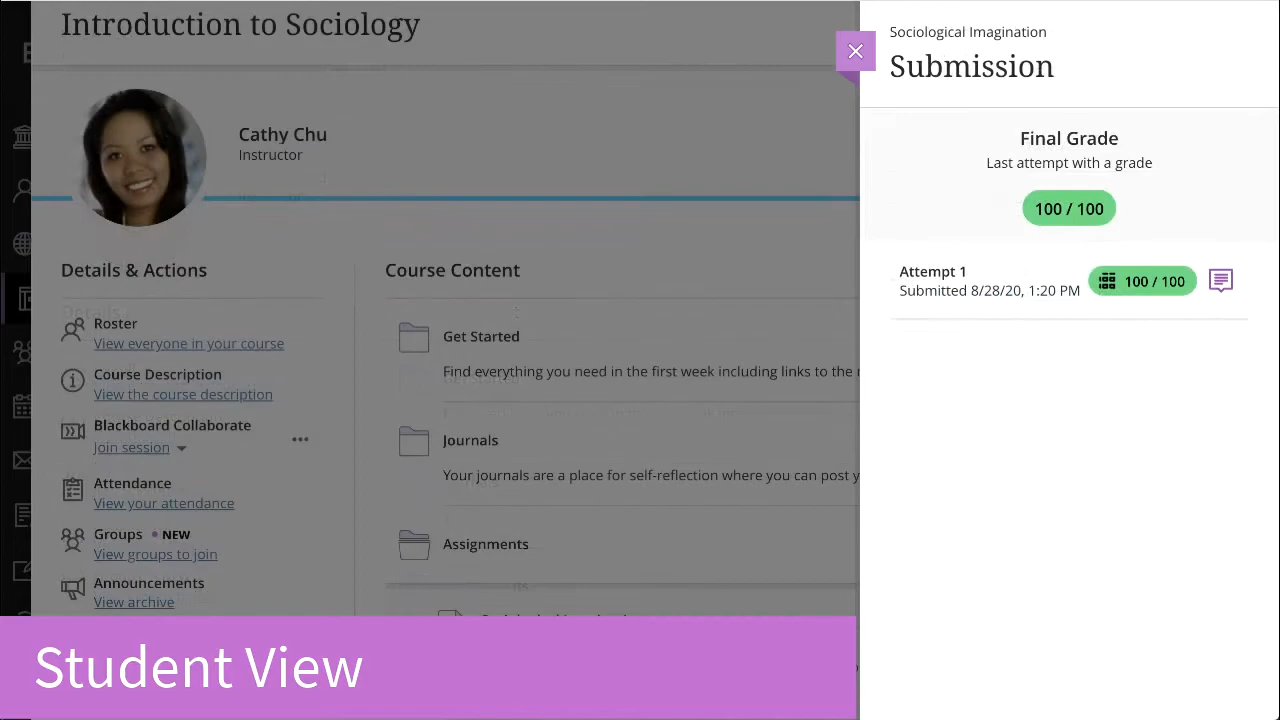 Introduction to Sociology
Cathy Chu
Instructor
Details & Actions
Roster
View everyone in your course
Course Description
View the course description
Blackboard Collaborate
Join session
Attendance
View your attendance
Groups • NEW
View groups to join
Announcements
View archive
Course Content
Get Started
Find everything you need in the first week including links to the
Journals
Your journals are a place for self-reflection where you can post
Assignments
Student View
Sociological Imagination
Submission
Final Grade
Last attempt with a grade
100 / 100
Attempt 1
Submitted 8/28/20, 1:20 PM
100 / 100